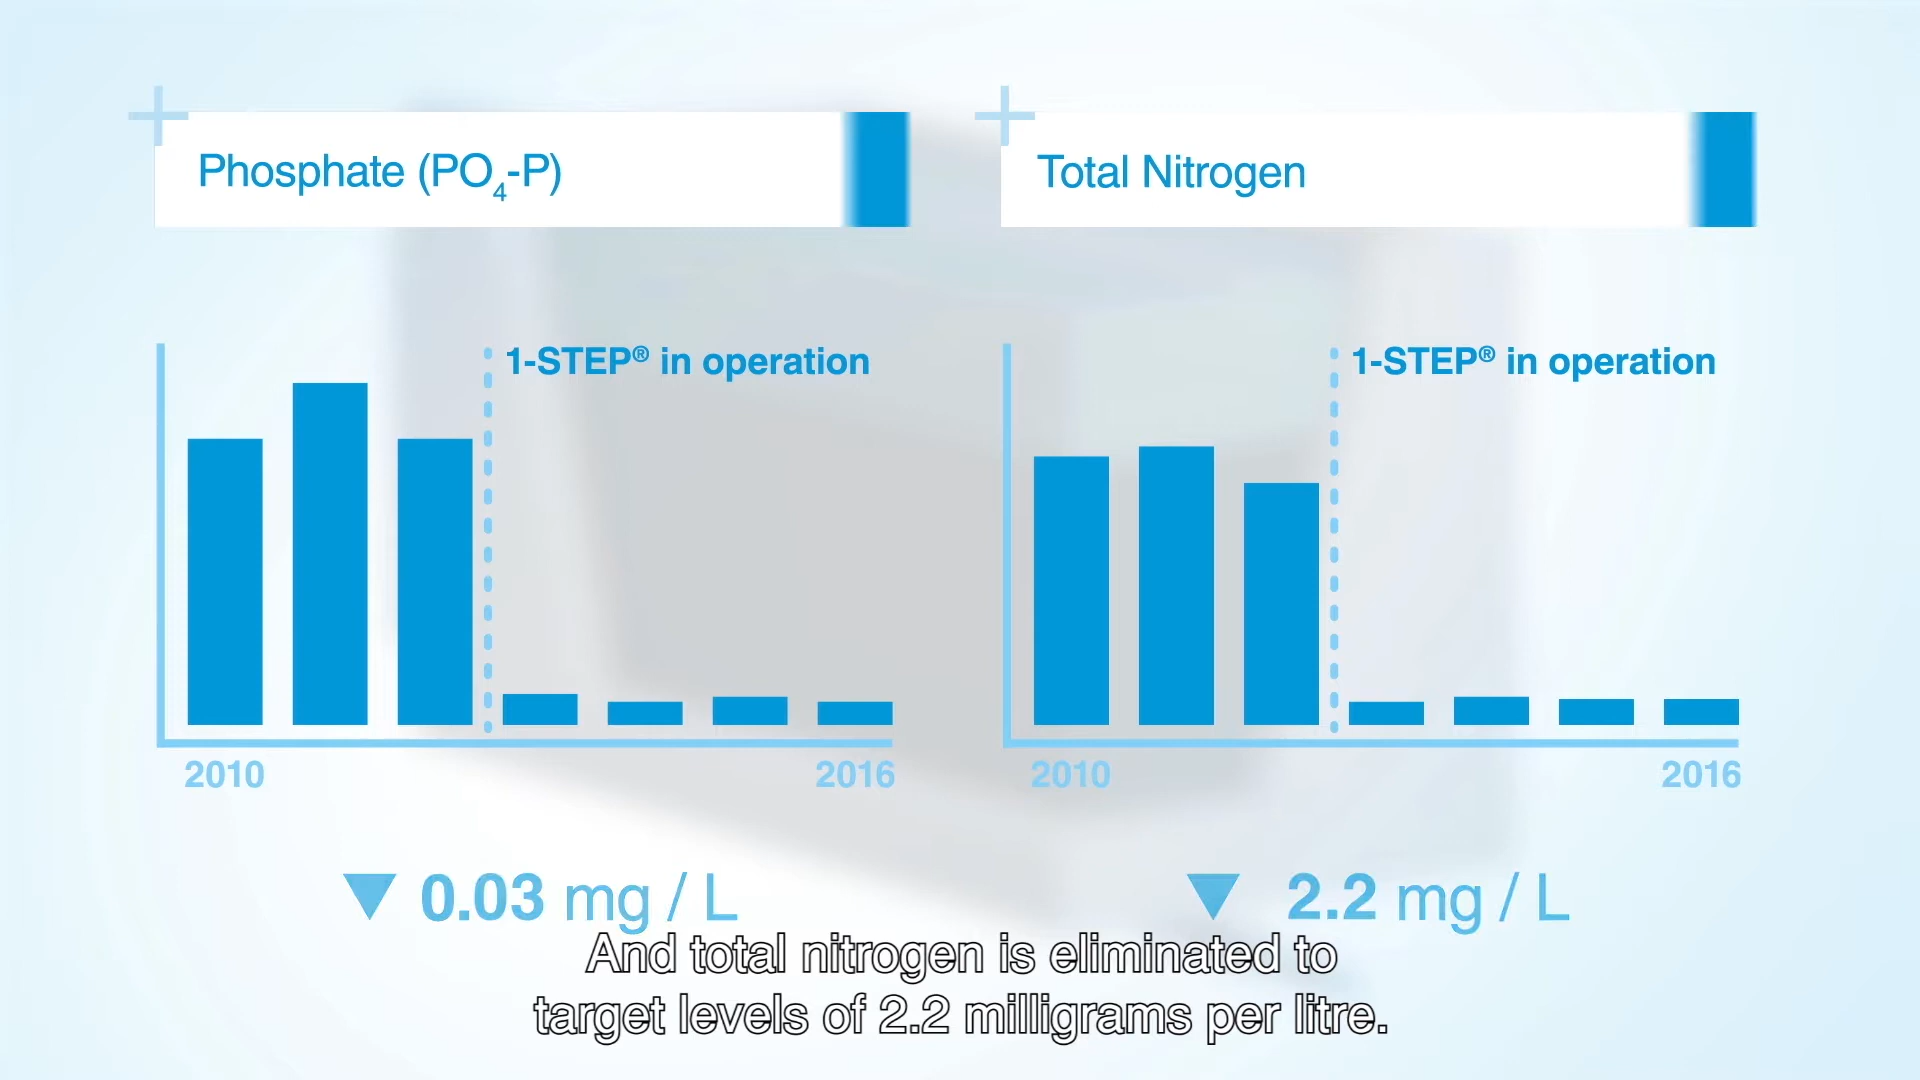 Phosphate (PO₄-P)
Total Nitrogen
1-STEP® in operation
1-STEP® in operation
2010
2016
2010
2016
▼ 0.03 mg / L
▼ 2.2 mg / L
And total nitrogen is eliminated to
target levels of 2.2 milligrams per litre.